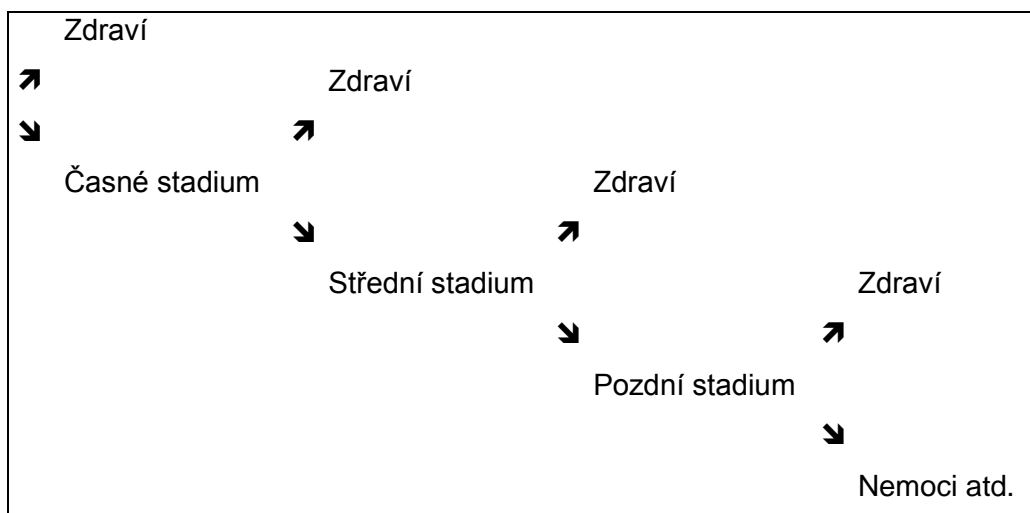 Zdraví
🡽 Zdraví
🡾 🡽
Časné stadium Zdraví
🡾 🡽
Střední stadium Zdraví
🡾 🡽
Pozdní stadium
🡾
Nemoci atd.